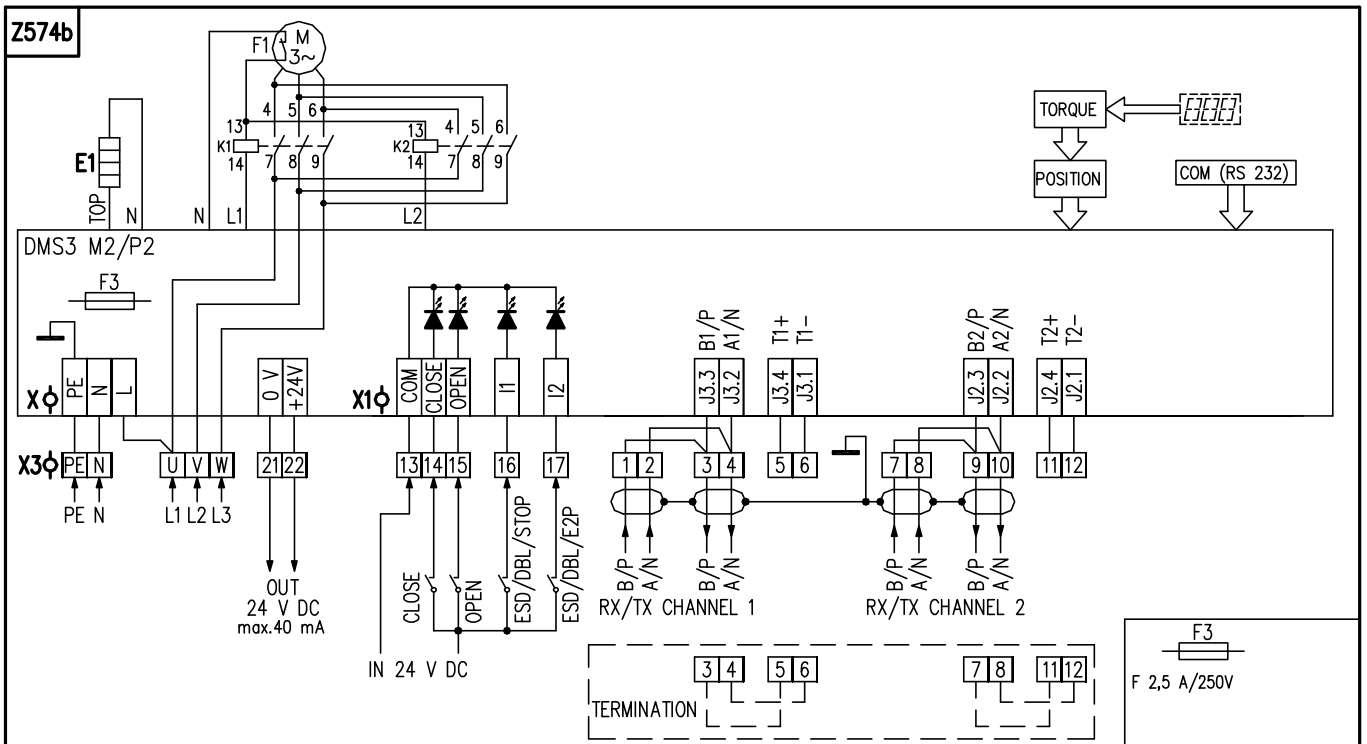 Z574b
F1 M
3~
4 5 6
13
K1
14
7 8 9
13
K2
14
4 5 6
7 8 9
E1
TOP
N
N
L1
L2
TORQUE
POSITION
COM (RS 232)
DMS3 M2/P2
F3
X
PE
N
L
0 V
+24V
X1
COM
CLOSE
OPEN
I1
I2
B1/P
A1/N
T1+
T1-
J3.3
J3.2
J3.4
J3.1
B2/P
A2/N
T2+
T2-
J2.3
J2.2
J2.4
J2.1
X3
PE N
U V W
21 22
13 14 15
16
17
1 2
3 4
5 6
7 8
9 10
11 12
PE N
L1 L2 L3
OUT
24 V DC
max.40 mA
CLOSE
OPEN
ESD/DBL/STOP
ESD/DBL/E2P
IN 24 V DC
B/P
A/N
B/P
A/N
RX/TX CHANNEL 1
B/P
A/N
B/P
A/N
RX/TX CHANNEL 2
TERMINATION
3 4
5 6
7 8
11 12
F3
F 2,5 A/250V